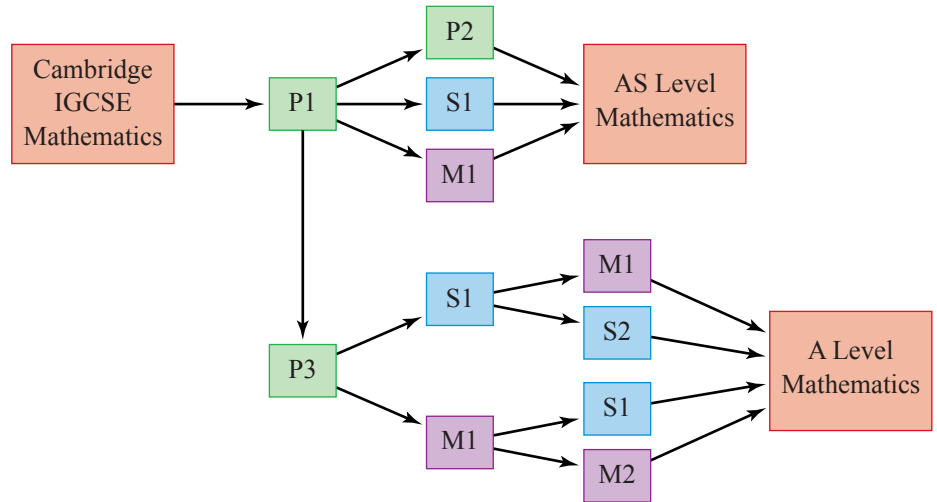 Cambridge
IGCSE
Mathematics
P1
P2
S1
M1
AS Level
Mathematics
P3
S1
M1
M1
S2
S1
M2
A Level
Mathematics